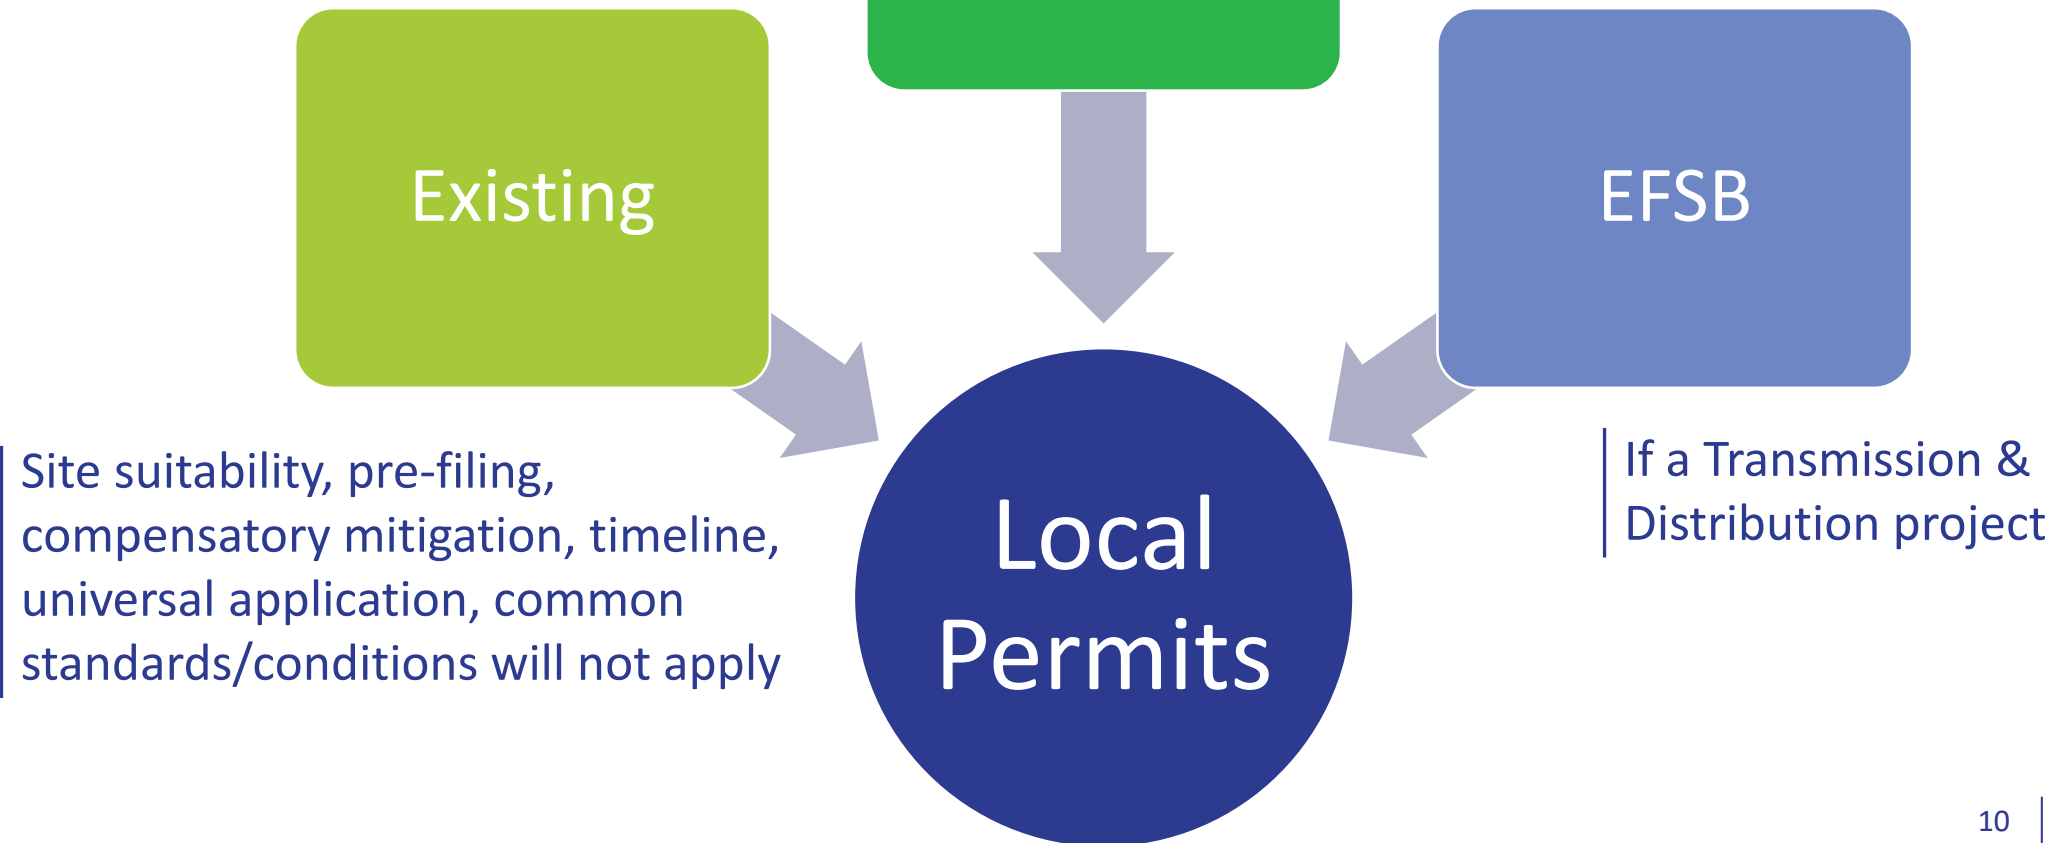 Existing
EFSB
Site suitability, pre-filing,
compensatory mitigation, timeline,
universal application, common
standards/conditions will not apply
Local
Permits
If a Transmission &
Distribution project
10